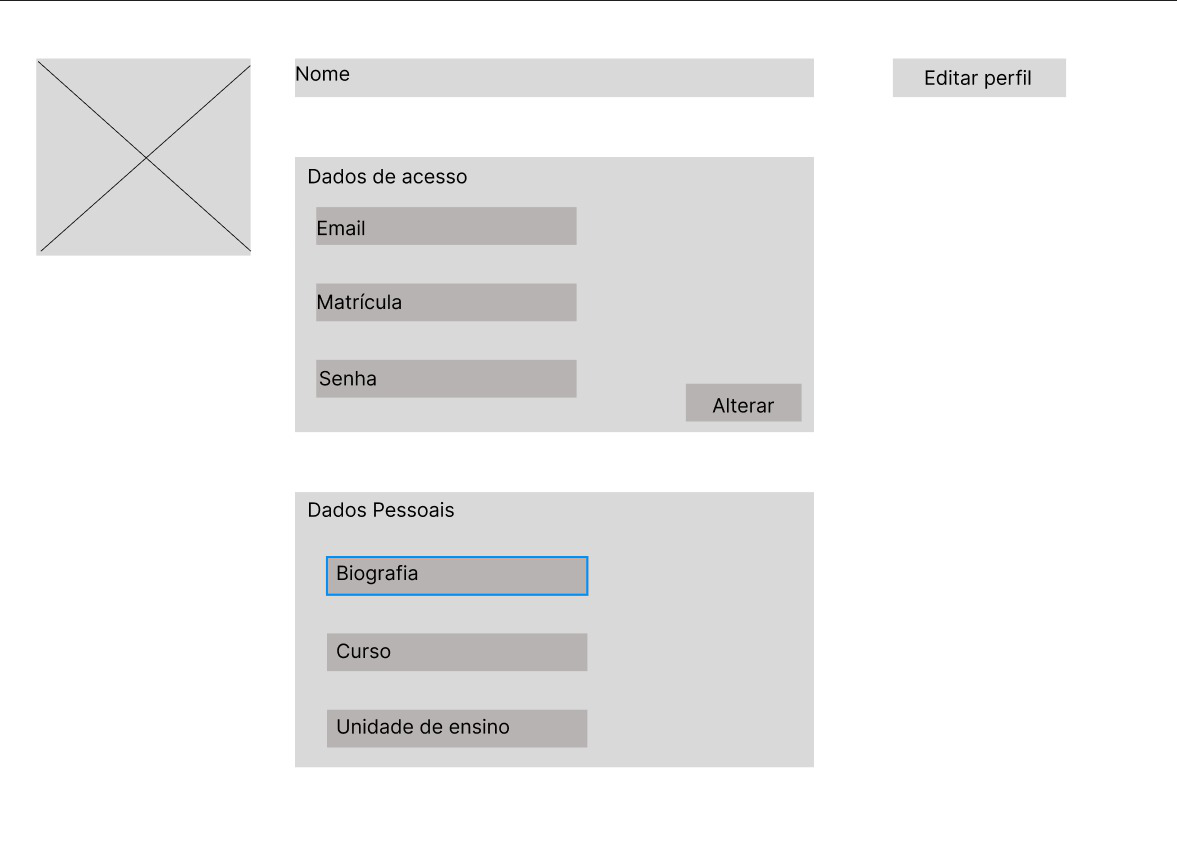 Nome
Editar perfil
Dados de acesso
Email
Matrícula
Senha
Alterar
Dados Pessoais
Biografia
Curso
Unidade de ensino